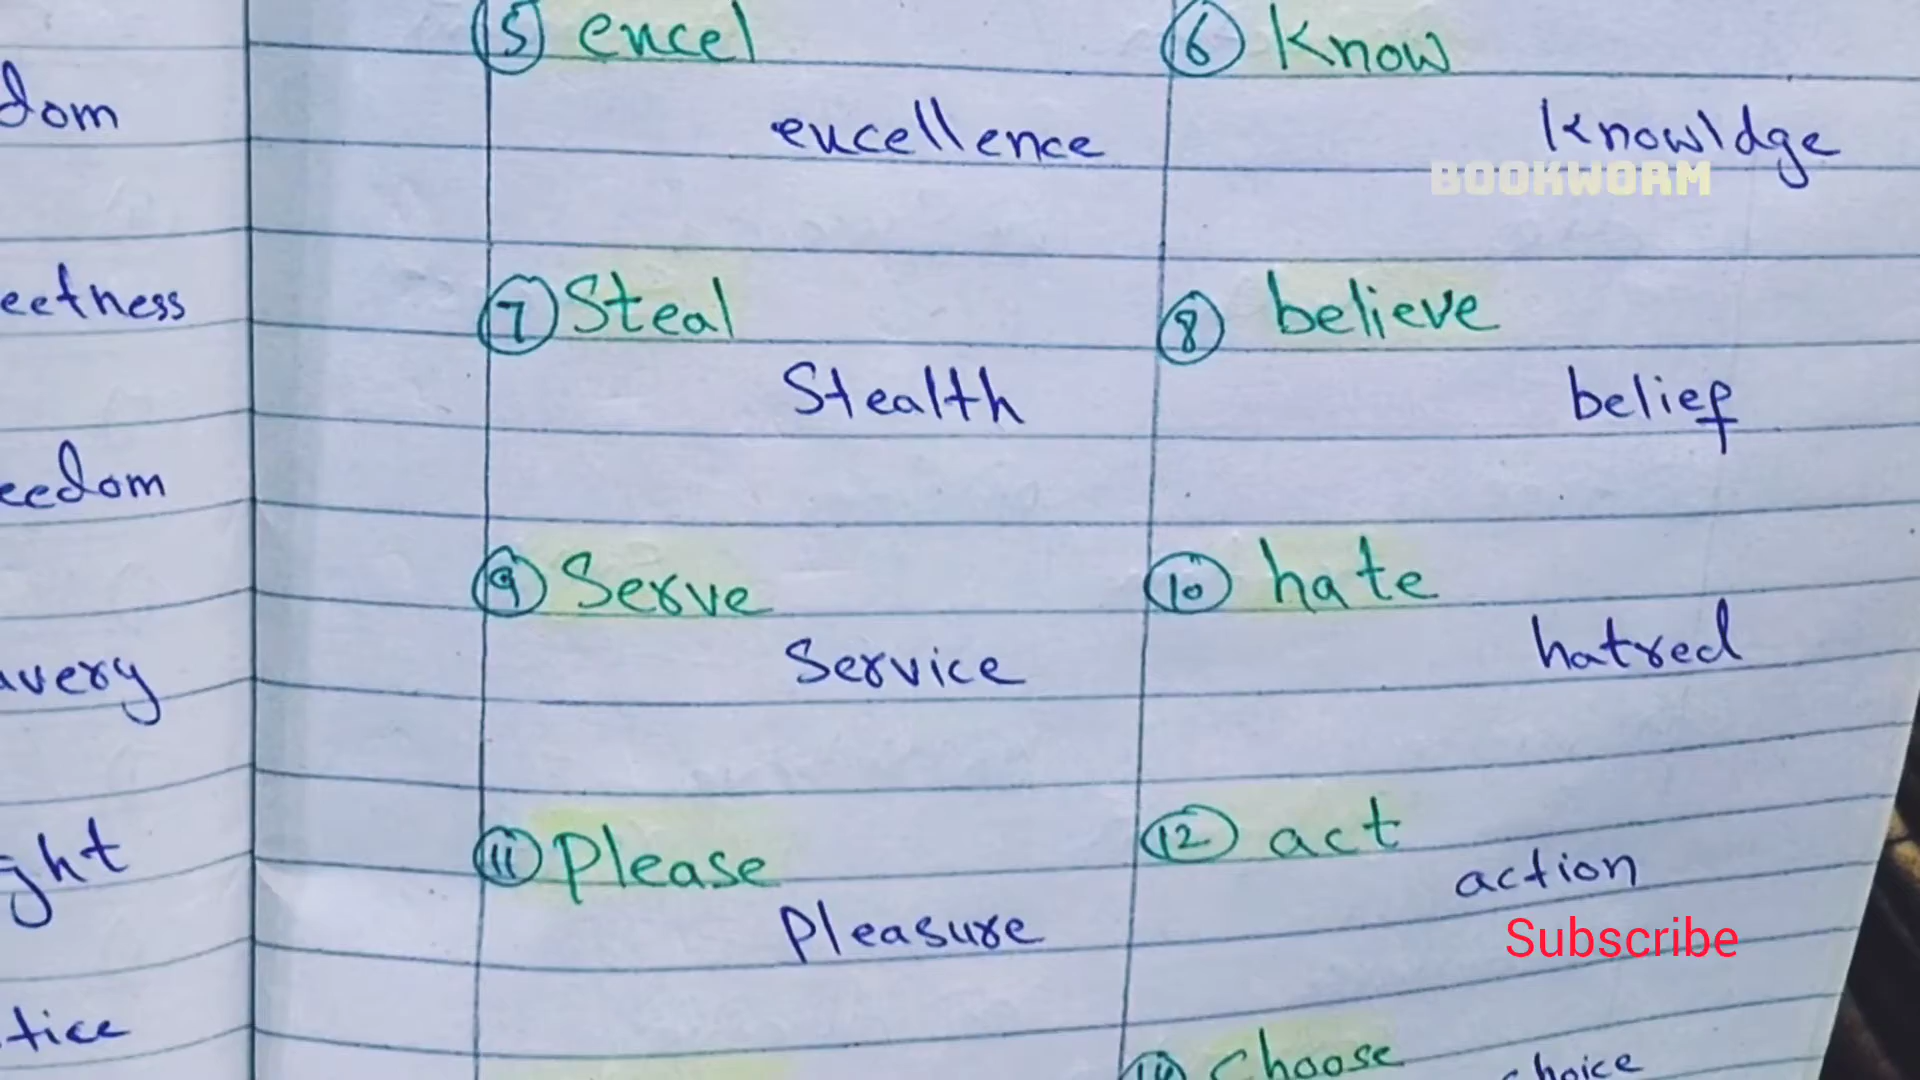 5 excel
6 Know
dom
excellence
Knowldge
BOOKWORM
eetness
7 Steal
8 believe
Stealth
belief
eedom
9 Serve
10 hate
Service
hatred
avery
11 Please
12 act
ght
action
Pleasure
Subscribe
tice
14 choose
choice